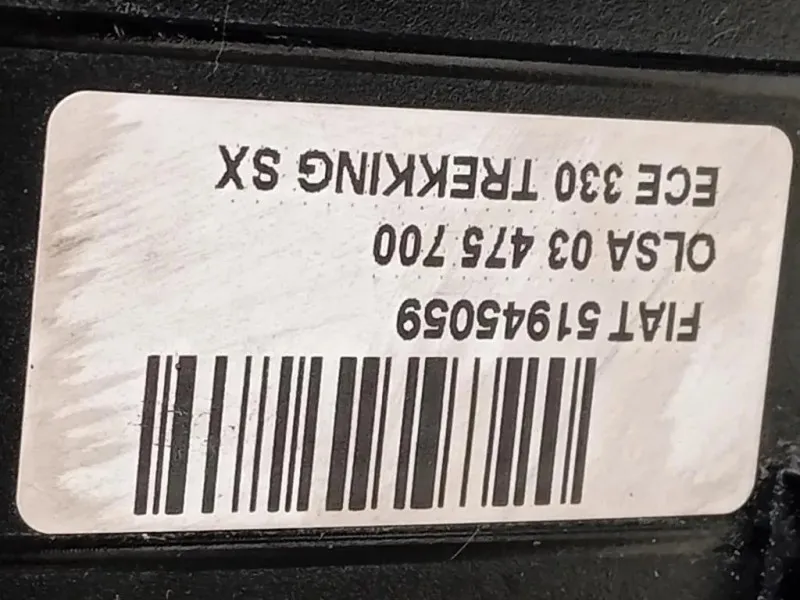 FIAT 51945059
OLSA 03 475 700
ECE 330 TREKKING SX